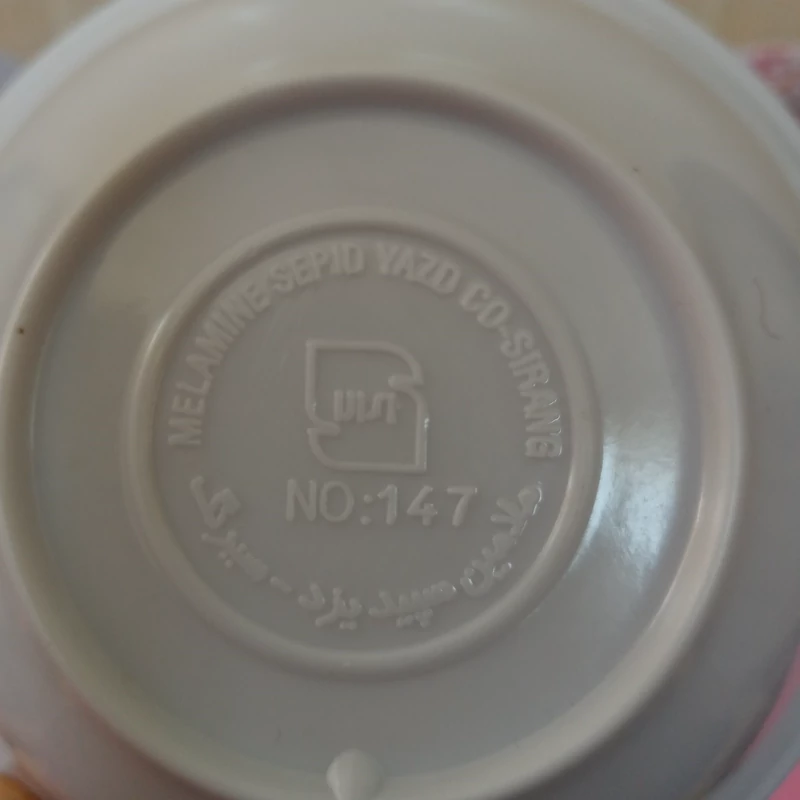 MELAMINE SEPID YAZD CO-SIRANG
NO:147
ملامین سپید یزد - سیرنگ